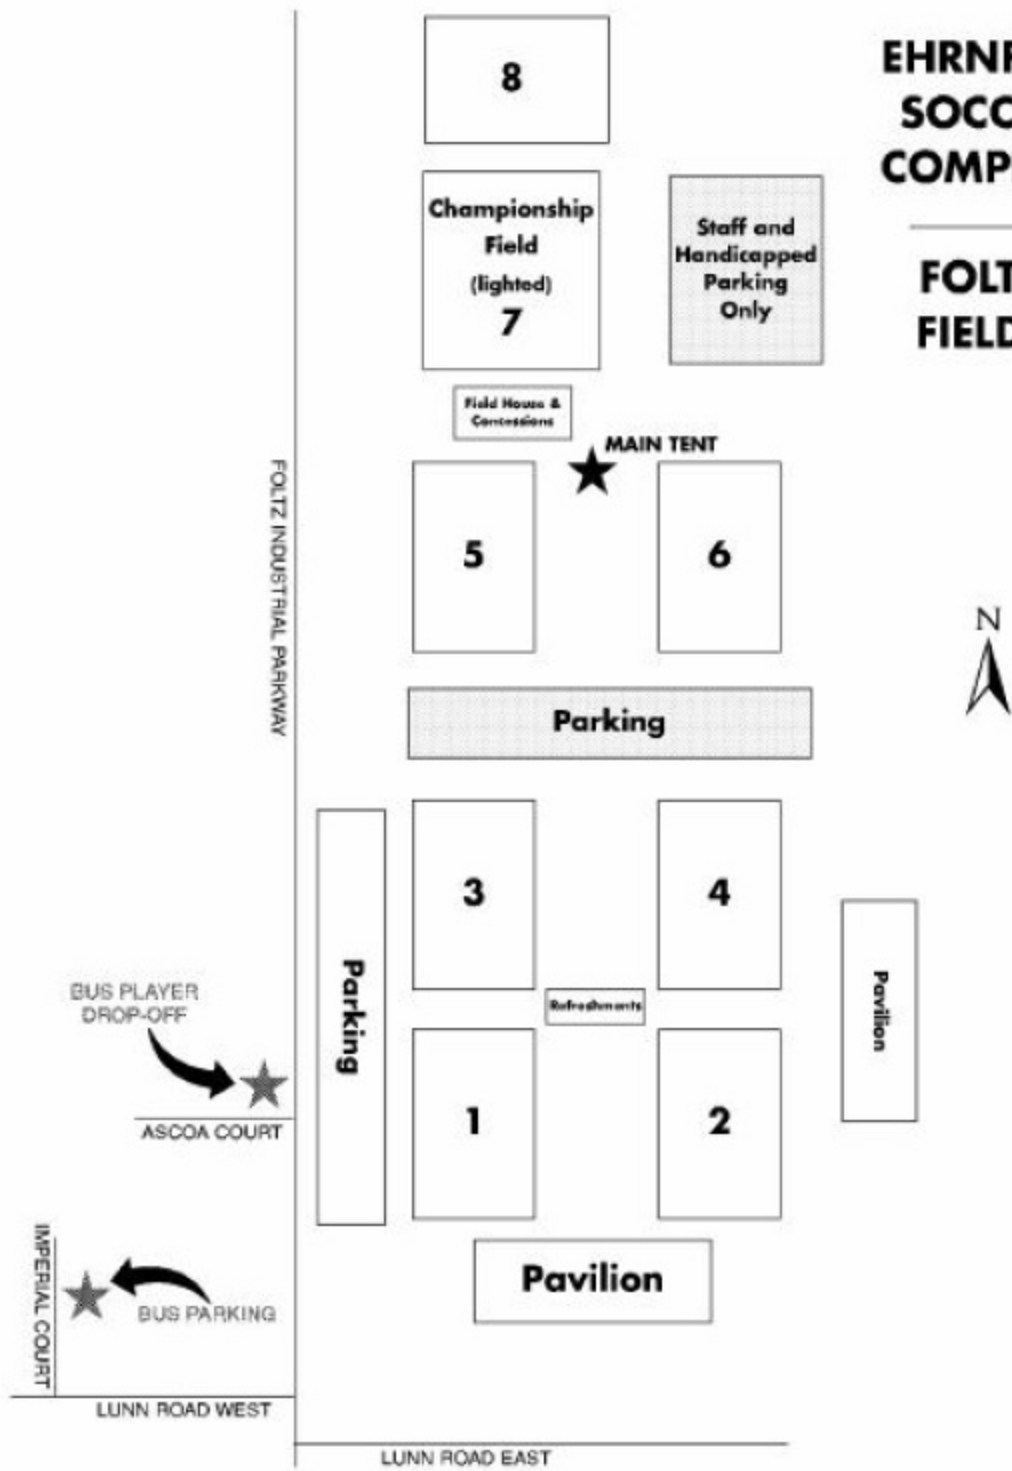 8
EHRNF
SOCC
COMP
Championship
Field
(lighted)
7
Staff and
Handicapped
Parking
Only
FOLT
FIELD
Field House &
Concessions
MAIN TENT
5
6
FOLTZ INDUSTRIAL PARKWAY
N
Parking
3
4
Parking
Pavilion
BUS PLAYER
DROP-OFF
Refreshments
1
2
ASCOA COURT
IMPERIAL COURT
BUS PARKING
Pavilion
LUNN ROAD WEST
LUNN ROAD EAST